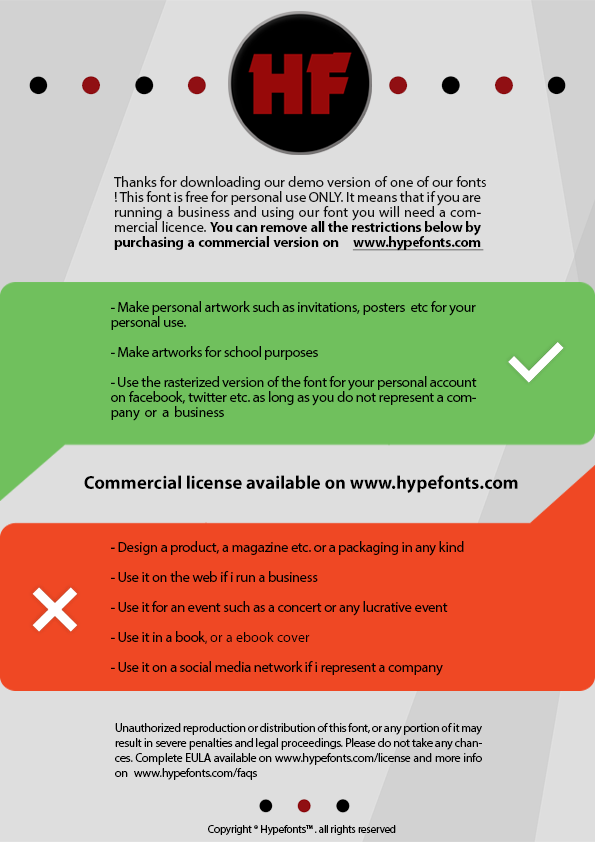 HF
Thanks for downloading our demo version of one of our fonts
! This font is free for personal use ONLY. It means that if you are
running a business and using our font you will need a com-
mercial licence. You can remove all the restrictions below by
purchasing a commercial version on www.hypefonts.com
- Make personal artwork such as invitations, posters etc for your
personal use.
- Make artworks for school purposes
- Use the rasterized version of the font for your personal account
on facebook, twitter etc. as long as you do not represent a com-
pany or a business
Commercial license available on www.hypefonts.com
- Design a product, a magazine etc. or a packaging in any kind
- Use it on the web if i run a business
- Use it for an event such as a concert or any lucrative event
- Use it in a book, or a ebook cover
- Use it on a social media network if i represent a company
Unauthorized reproduction or distribution of this font, or any portion of it may
result in severe penalties and legal proceedings. Please do not take any chan-
ces. Complete EULA available on www.hypefonts.com/license and more info
on www.hypefonts.com/faqs
Copyright ° Hypefonts™ . all rights reserved